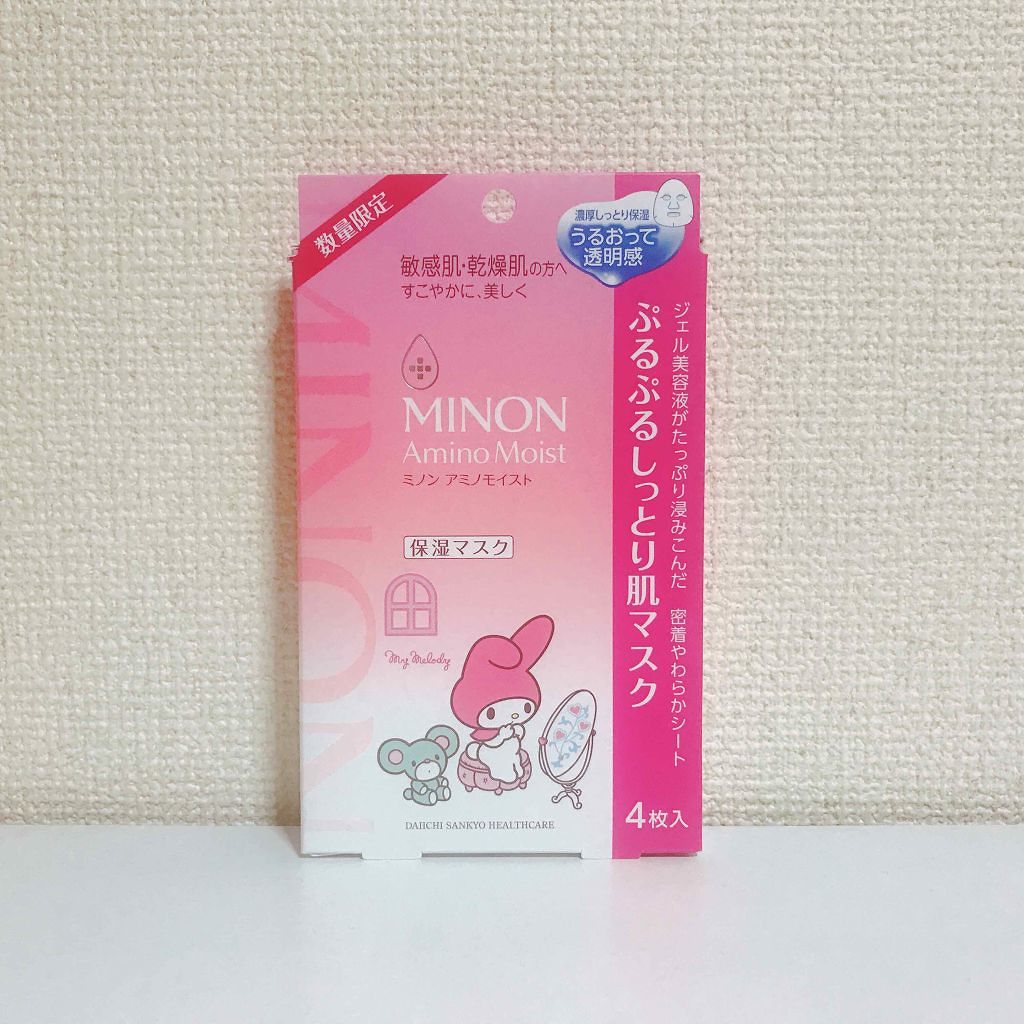 数量限定
敏感肌・乾燥肌の方へ
すこやかに、美しく
濃厚しっとり保湿
うるおって
透明感
MINON
MINON
Amino Moist
ミノン アミノモイスト
保湿マスク
My Melody
DAIICHI SANKYO HEALTHCARE
ジェル美容液がたっぷり浸みこんだ 密着やわらかシート
ぷるぷるしっとり肌マスク
4枚入